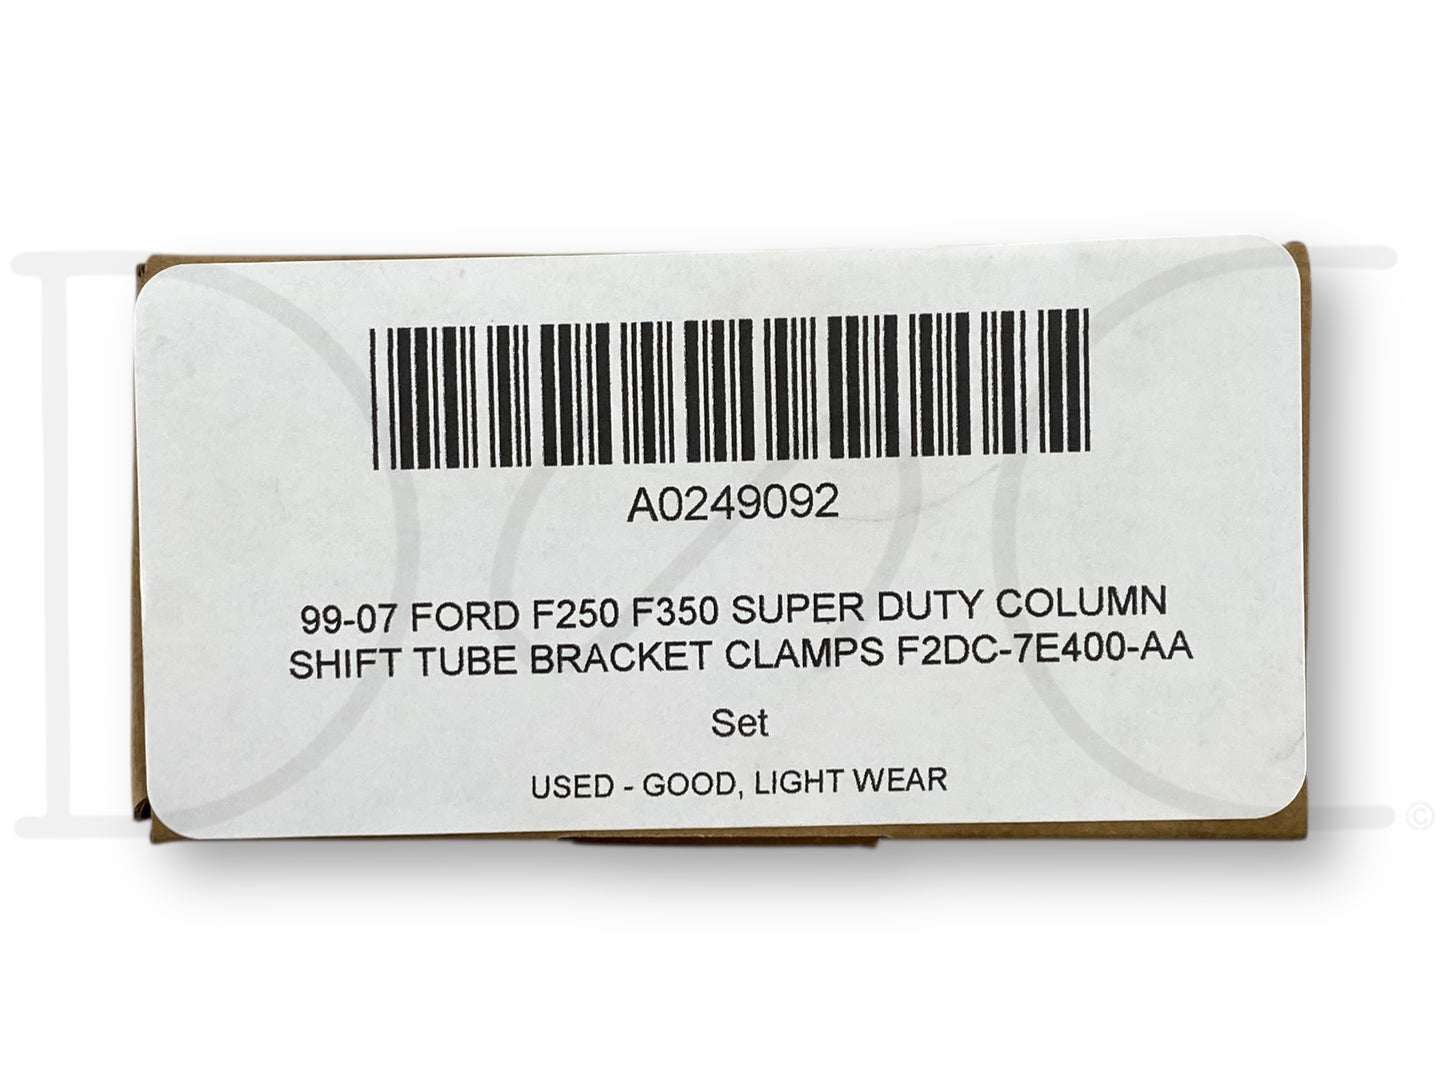 A0249092
99-07 FORD F250 F350 SUPER DUTY COLUMN
SHIFT TUBE BRACKET CLAMPS F2DC-7E400-AA
Set
USED - GOOD, LIGHT WEAR
©